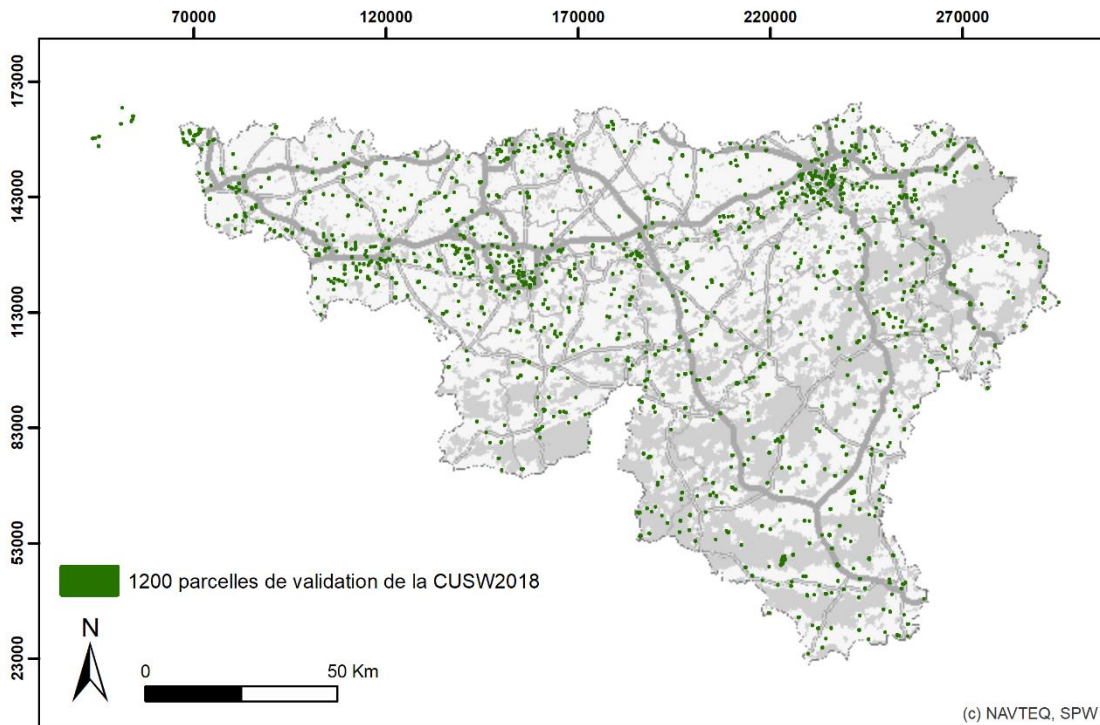 70000 120000 170000 220000 270000
173000
143000
113000
83000
53000
23000
1200 parcelles de validation de la CUSW2018
N
0 50 Km
(c) NAVTEQ, SPW